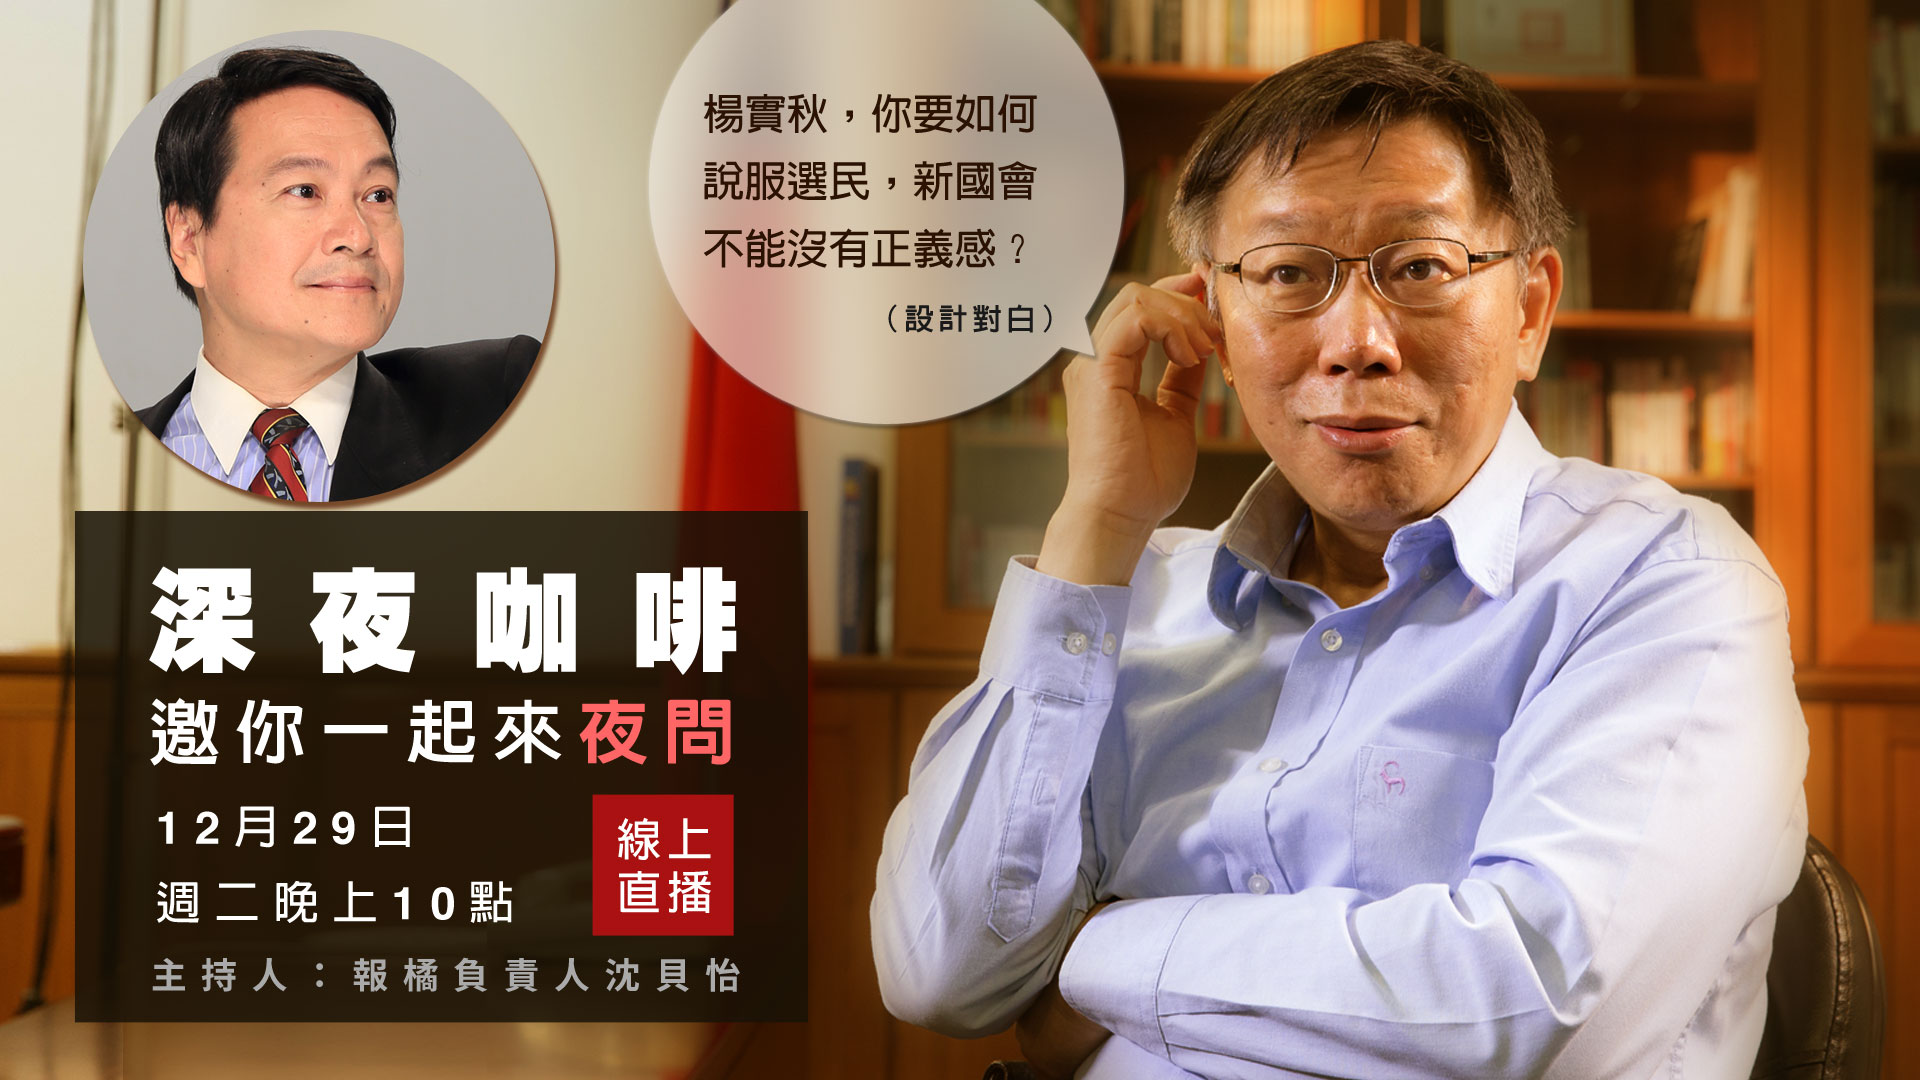 楊實秋，你要如何
說服選民，新國會
不能沒有正義感？
（設計對白）
深夜咖啡
邀你一起來夜問
12月29日
週二晚上10點
線上
直播
主持人：報橘負責人沈貝怡